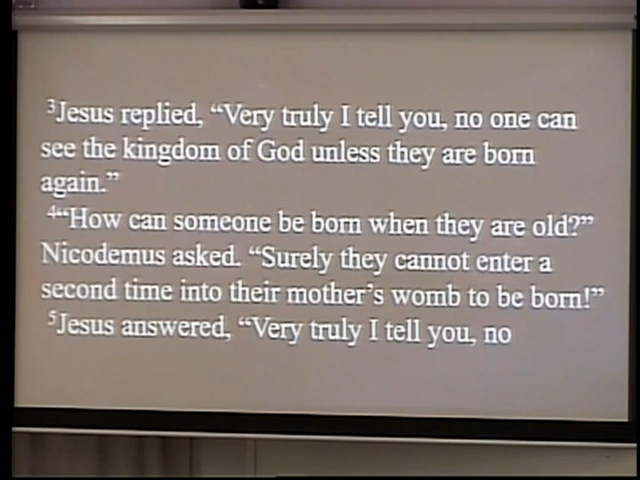 ³Jesus replied, “Very truly I tell you, no one can
see the kingdom of God unless they are born
again.”
⁴“How can someone be born when they are old?”
Nicodemus asked. “Surely they cannot enter a
second time into their mother’s womb to be born!”
⁵Jesus answered, “Very truly I tell you, no